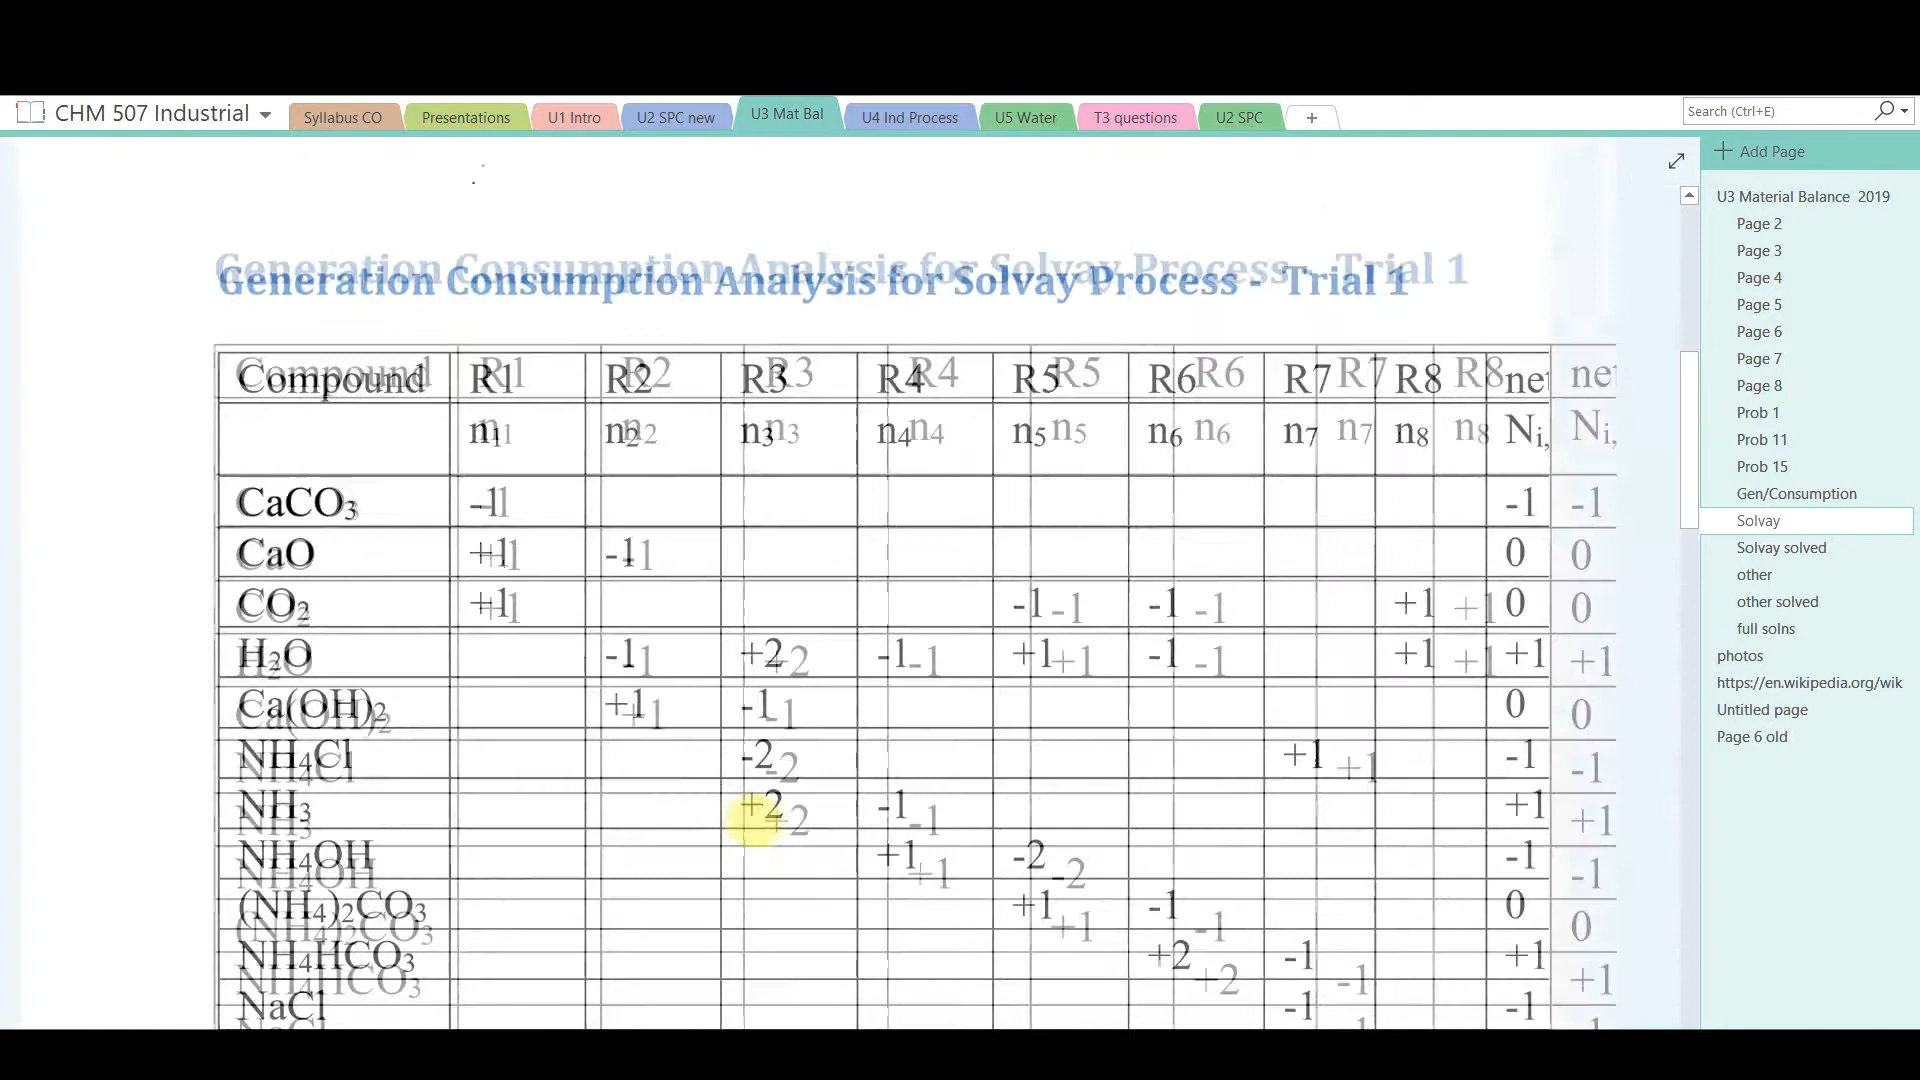 CHM 507 Industrial
Syllabus CO
Presentations
U1 Intro
U2 SPC new
U3 Mat Bal
U4 Ind Process
U5 Water
T3 questions
U2 SPC
+
Search (Ctrl+E)
Add Page
U3 Material Balance 2019
Page 2
Page 3
Page 4
Page 5
Page 6
Page 7
Page 8
Prob 1
Prob 11
Prob 15
Gen/Consumption
Solvay
Solvay solved
other
other solved
full solns
photos
https://en.wikipedia.org/wik
Untitled page
Page 6 old
Generation Consumption Analysis for Solvay Process - Trial 1
Compound R1 R2 R3 R4 R5 R6 R7 R8 net
n₁ n₂ n₃ n₄ n₅ n₆ n₇ n₈ Nᵢ,
CaCO₃ -1 -1
CaO +1 -1 0
CO₂ +1 -1 -1 +1 0
H₂O -1 +2 -1 +1 -1 +1 +1
Ca(OH)₂ +1 -1 0
NH₄Cl -2 +1 -1
NH₃ +2 -1 +1
NH₄OH +1 -2 -1
(NH₄)₂CO₃ +1 -1 0
NH₄HCO₃ +2 -1 +1
NaCl -1 -1